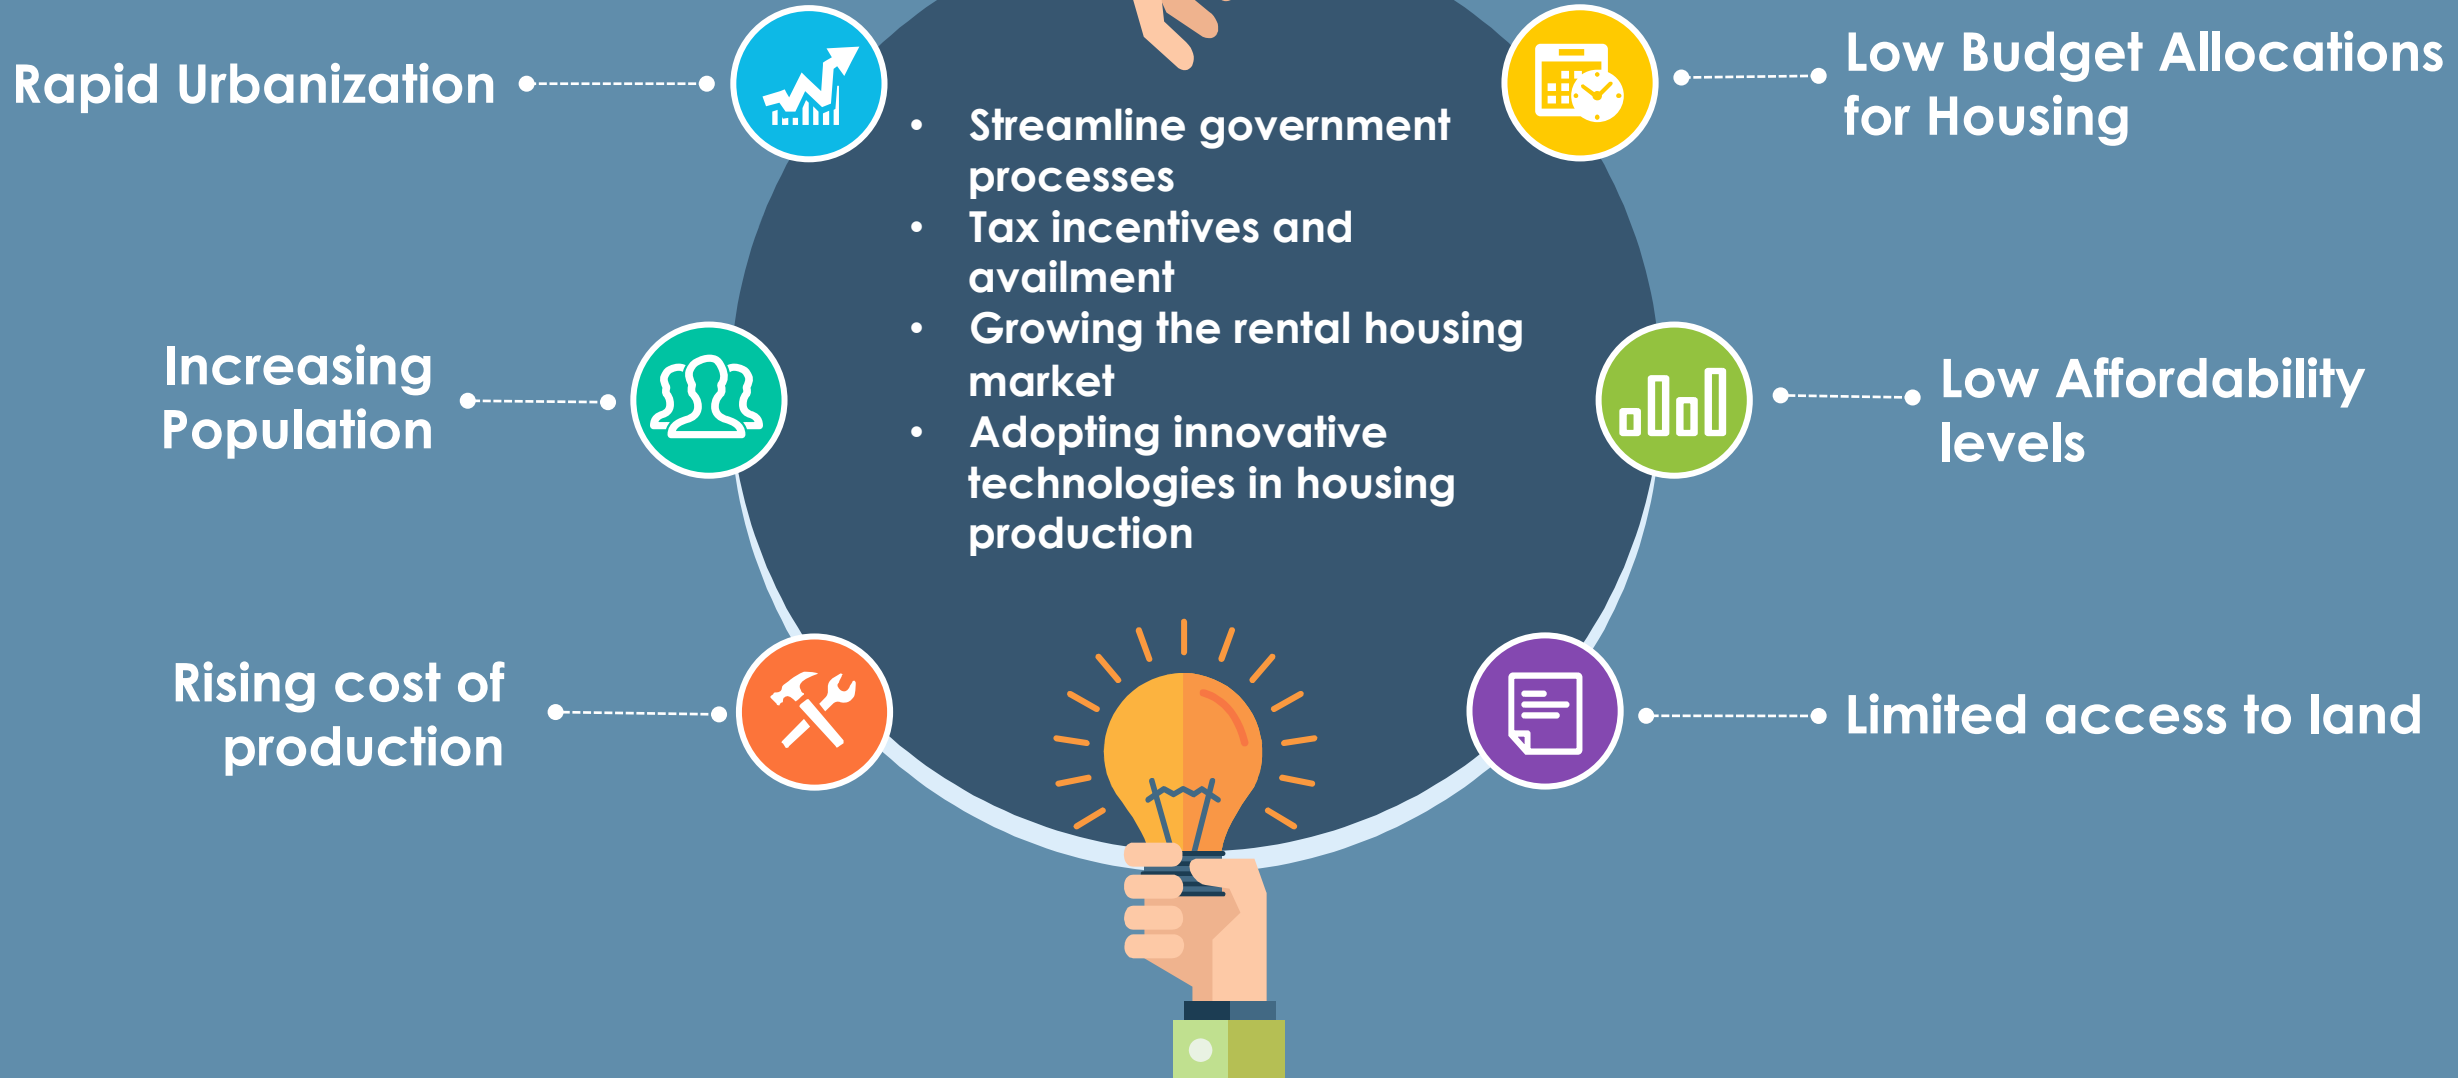 Rapid Urbanization
Increasing
Population
Rising cost of
production
• Streamline government
processes
• Tax incentives and
availment
• Growing the rental housing
market
• Adopting innovative
technologies in housing
production
Low Budget Allocations
for Housing
Low Affordability
levels
Limited access to land